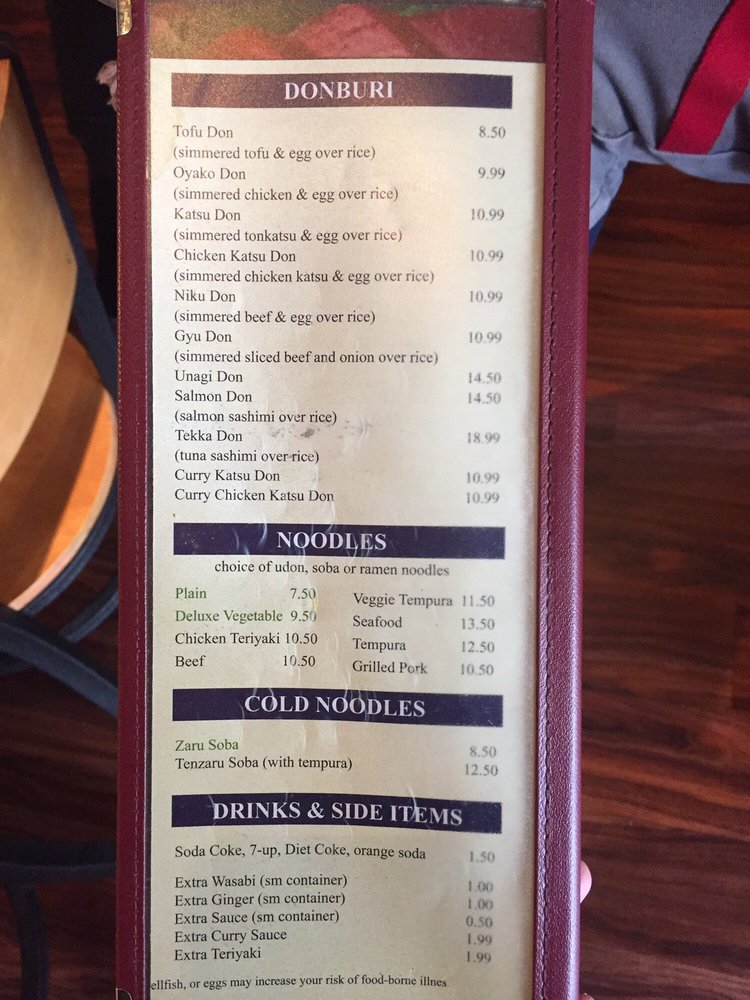 DONBURI
Tofu Don 8.50
(simmered tofu & egg over rice)
Oyako Don 9.99
(simmered chicken & egg over rice)
Katsu Don 10.99
(simmered tonkatsu & egg over rice)
Chicken Katsu Don 10.99
(simmered chicken katsu & egg over rice)
Niku Don 10.99
(simmered beef & egg over rice)
Gyu Don 10.99
(simmered sliced beef and onion over rice)
Unagi Don 14.50
Salmon Don 14.50
(salmon sashimi over rice)
Tekka Don 18.99
(tuna sashimi over rice)
Curry Katsu Don 10.99
Curry Chicken Katsu Don 10.99
NOODLES
choice of udon, soba or ramen noodles
Plain 7.50
Deluxe Vegetable 9.50
Chicken Teriyaki 10.50
Beef 10.50
Veggie Tempura 11.50
Seafood 13.50
Tempura 12.50
Grilled Pork 10.50
COLD NOODLES
Zaru Soba 8.50
Tenzaru Soba (with tempura) 12.50
DRINKS & SIDE ITEMS
Soda Coke, 7-up, Diet Coke, orange soda 1.50
Extra Wasabi (sm container) 1.00
Extra Ginger (sm container) 1.00
Extra Sauce (sm container) 0.50
Extra Curry Sauce 1.99
Extra Teriyaki 1.99
ellfish, or eggs may increase your risk of food-borne illnes